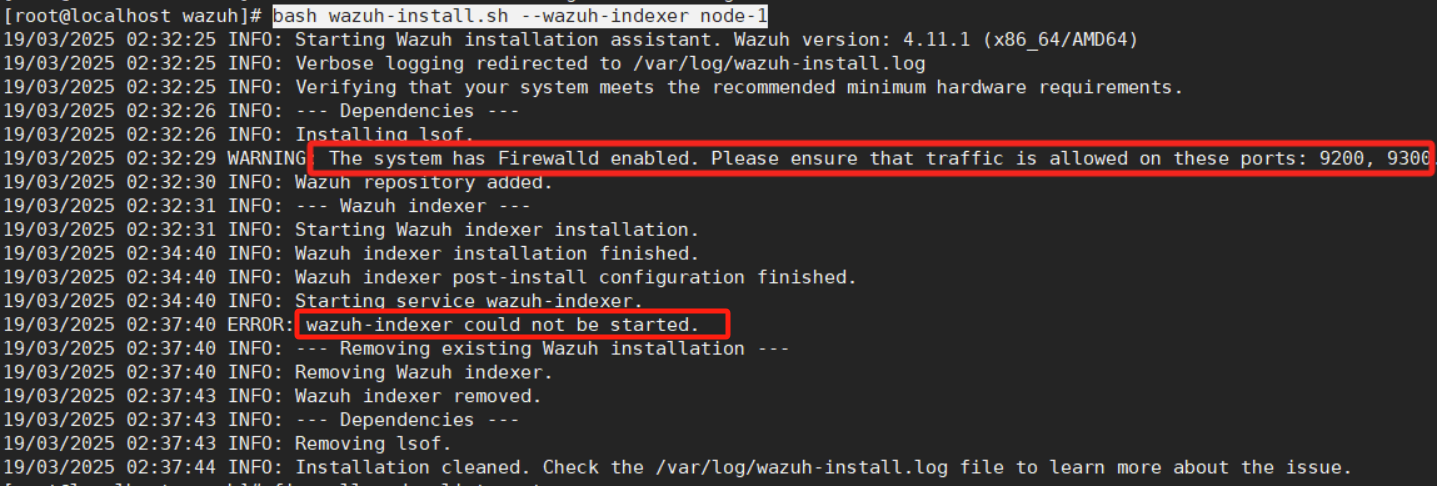 [root@localhost wazuh]# bash wazuh-install.sh --wazuh-indexer node-1
19/03/2025 02:32:25 INFO: Starting Wazuh installation assistant. Wazuh version: 4.11.1 (x86_64/AMD64)
19/03/2025 02:32:25 INFO: Verbose logging redirected to /var/log/wazuh-install.log
19/03/2025 02:32:25 INFO: Verifying that your system meets the recommended minimum hardware requirements.
19/03/2025 02:32:26 INFO: --- Dependencies ---
19/03/2025 02:32:26 INFO: Installing lsof.
19/03/2025 02:32:29 WARNING: The system has Firewalld enabled. Please ensure that traffic is allowed on these ports: 9200, 9300.
19/03/2025 02:32:30 INFO: Wazuh repository added.
19/03/2025 02:32:31 INFO: --- Wazuh indexer ---
19/03/2025 02:32:31 INFO: Starting Wazuh indexer installation.
19/03/2025 02:34:40 INFO: Wazuh indexer installation finished.
19/03/2025 02:34:40 INFO: Wazuh indexer post-install configuration finished.
19/03/2025 02:34:40 INFO: Starting service wazuh-indexer.
19/03/2025 02:37:40 ERROR: wazuh-indexer could not be started.
19/03/2025 02:37:40 INFO: --- Removing existing Wazuh installation ---
19/03/2025 02:37:40 INFO: Removing Wazuh indexer.
19/03/2025 02:37:43 INFO: Wazuh indexer removed.
19/03/2025 02:37:43 INFO: --- Dependencies ---
19/03/2025 02:37:43 INFO: Removing lsof.
19/03/2025 02:37:44 INFO: Installation cleaned. Check the /var/log/wazuh-install.log file to learn more about the issue.